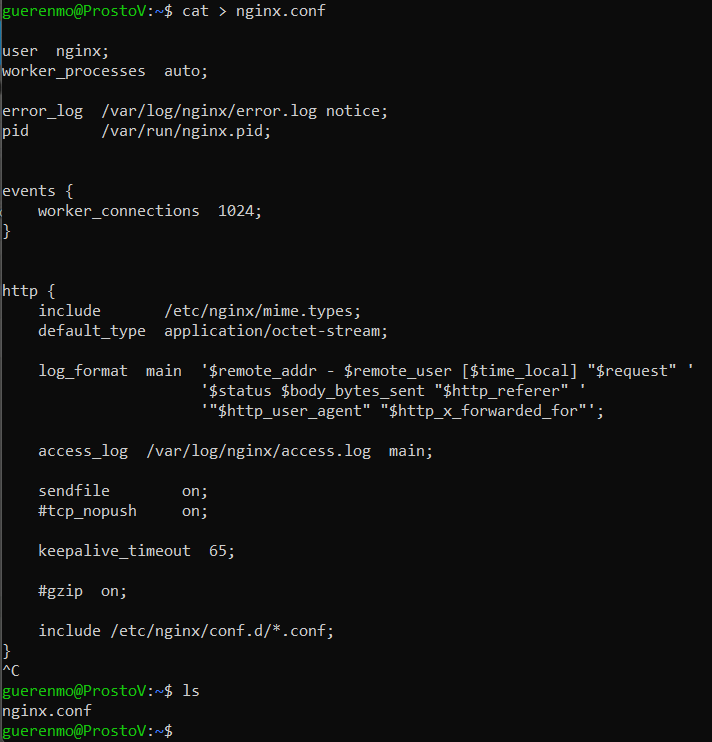 guerenmo@ProstoV:~$ cat > nginx.conf
user  nginx;
worker_processes  auto;
error_log  /var/log/nginx/error.log notice;
pid        /var/run/nginx.pid;
events {
    worker_connections  1024;
}
http {
    include       /etc/nginx/mime.types;
    default_type  application/octet-stream;
    log_format  main  '$remote_addr - $remote_user [$time_local] "$request" '
                      '$status $body_bytes_sent "$http_referer" '
                      '"$http_user_agent" "$http_x_forwarded_for"';
    access_log  /var/log/nginx/access.log  main;
    sendfile        on;
    #tcp_nopush     on;
    keepalive_timeout  65;
    #gzip  on;
    include /etc/nginx/conf.d/*.conf;
}
^C
guerenmo@ProstoV:~$ ls
nginx.conf
guerenmo@ProstoV:~$